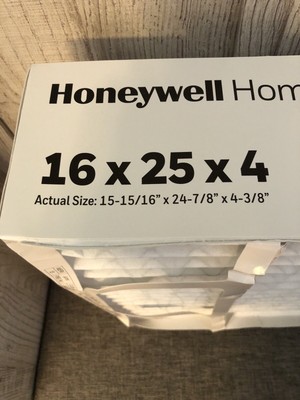 Honeywell Hom
16 x 25 x 4
Actual Size: 15-15/16" x 24-7/8" x 4-3/8"